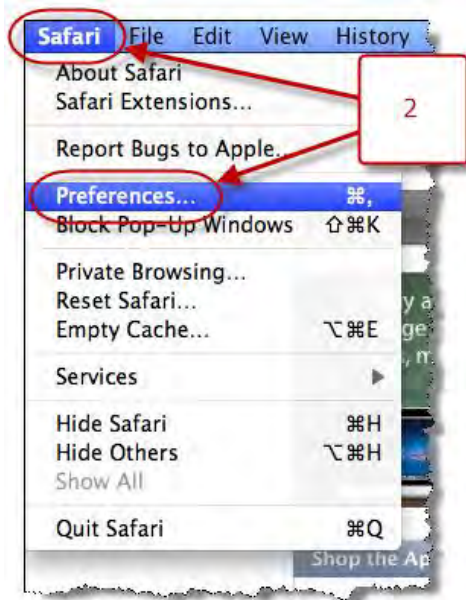 Safari File Edit View History
2
About Safari
Safari Extensions...
Report Bugs to Apple...
Preferences... ⌘,
Block Pop-Up Windows ⇧⌘K
Private Browsing...
Reset Safari...
Empty Cache... ⌥⌘E
Services ▶
Hide Safari ⌘H
Hide Others ⌥⌘H
Show All
Quit Safari ⌘Q
Shop the Ap